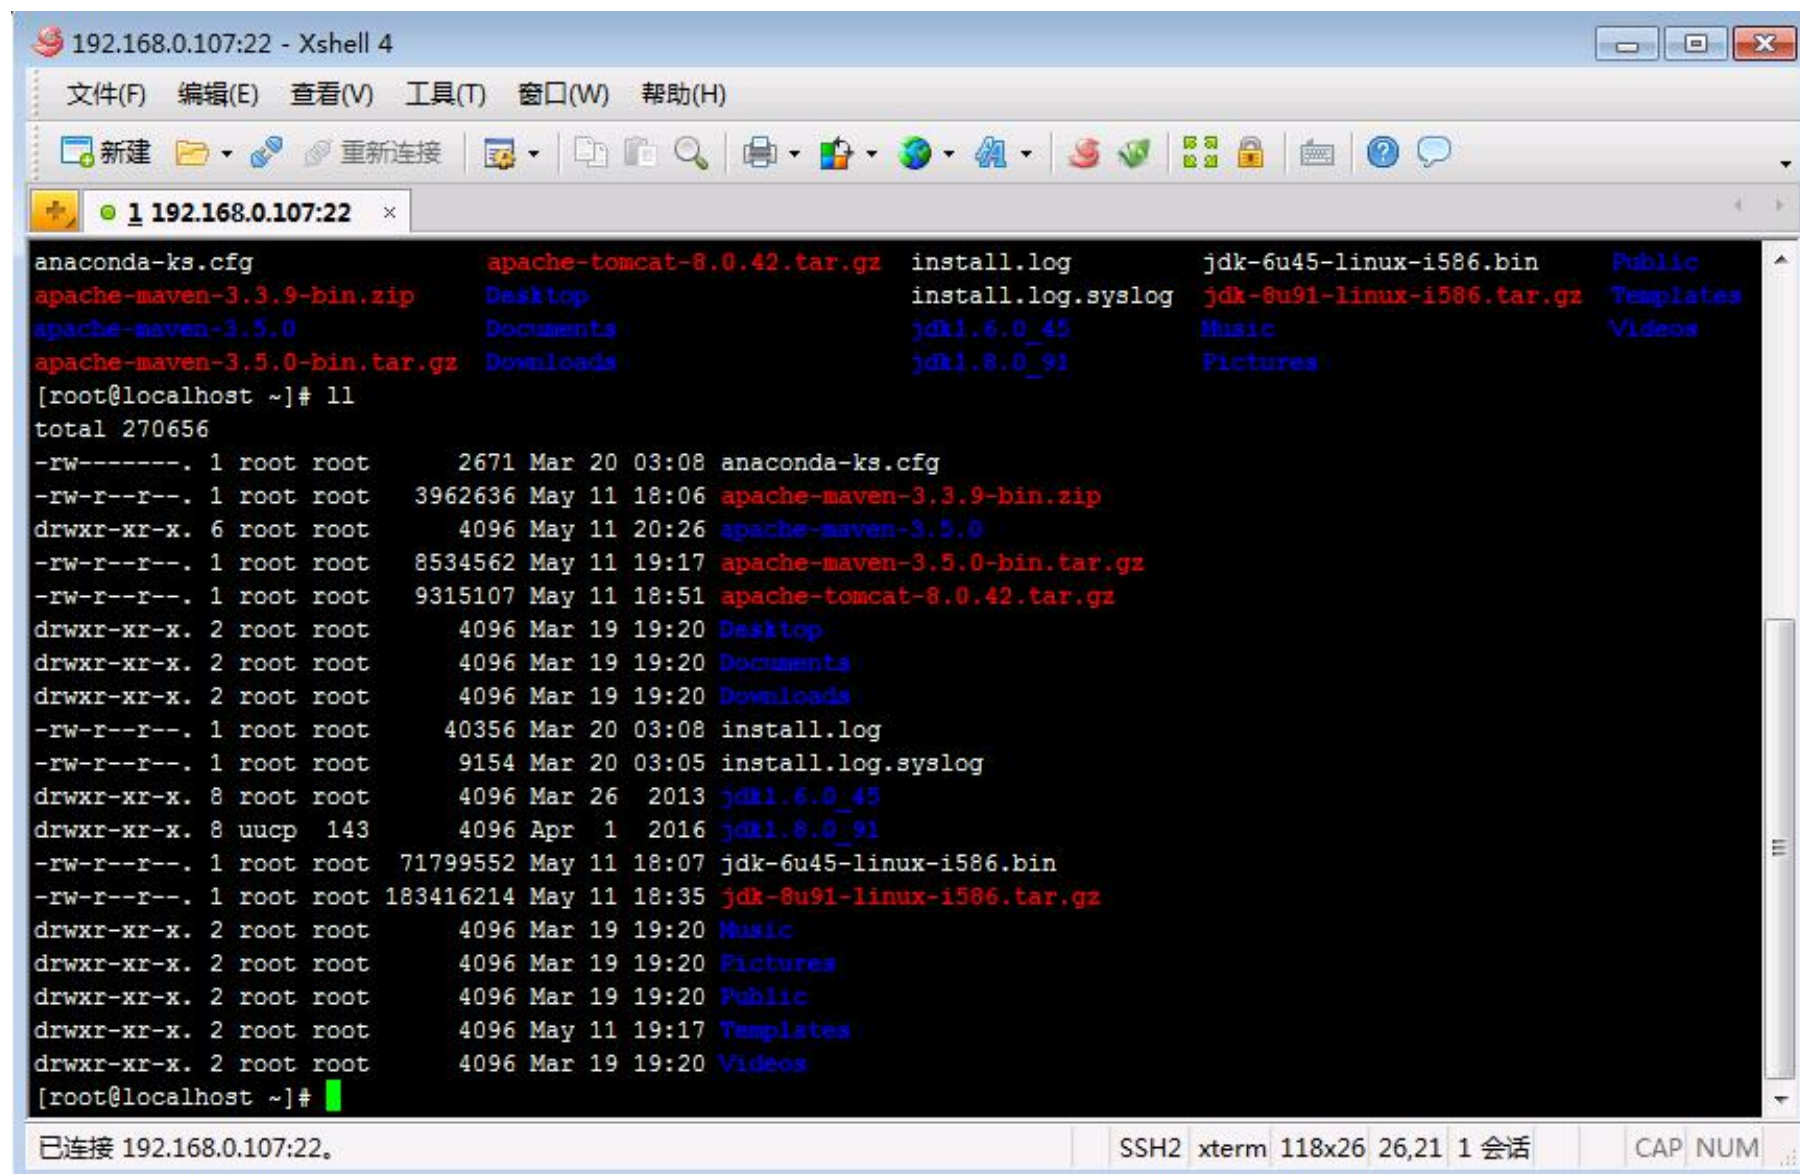 192.168.0.107:22 - Xshell 4
文件(F) 编辑(E) 查看(V) 工具(T) 窗口(W) 帮助(H)
新建 重新连接
1 192.168.0.107:22
anaconda-ks.cfg apache-tomcat-8.0.42.tar.gz install.log jdk-6u45-linux-i586.bin Public
apache-maven-3.3.9-bin.zip Desktop install.log.syslog jdk-8u91-linux-i586.tar.gz Templates
apache-maven-3.5.0 Documents jdk1.6.0_45 Music Videos
apache-maven-3.5.0-bin.tar.gz Downloads jdk1.8.0_91 Pictures
[root@localhost ~]# ll
total 270656
-rw-------. 1 root root 2671 Mar 20 03:08 anaconda-ks.cfg
-rw-r--r--. 1 root root 3962636 May 11 18:06 apache-maven-3.3.9-bin.zip
drwxr-xr-x. 6 root root 4096 May 11 20:26 apache-maven-3.5.0
-rw-r--r--. 1 root root 8534562 May 11 19:17 apache-maven-3.5.0-bin.tar.gz
-rw-r--r--. 1 root root 9315107 May 11 18:51 apache-tomcat-8.0.42.tar.gz
drwxr-xr-x. 2 root root 4096 Mar 19 19:20 Desktop
drwxr-xr-x. 2 root root 4096 Mar 19 19:20 Documents
drwxr-xr-x. 2 root root 4096 Mar 19 19:20 Downloads
-rw-r--r--. 1 root root 40356 Mar 20 03:08 install.log
-rw-r--r--. 1 root root 9154 Mar 20 03:05 install.log.syslog
drwxr-xr-x. 8 root root 4096 Mar 26 2013 jdk1.6.0_45
drwxr-xr-x. 8 uucp 143 4096 Apr 1 2016 jdk1.8.0_91
-rw-r--r--. 1 root root 71799552 May 11 18:07 jdk-6u45-linux-i586.bin
-rw-r--r--. 1 root root 183416214 May 11 18:35 jdk-8u91-linux-i586.tar.gz
drwxr-xr-x. 2 root root 4096 Mar 19 19:20 Music
drwxr-xr-x. 2 root root 4096 Mar 19 19:20 Pictures
drwxr-xr-x. 2 root root 4096 Mar 19 19:20 Public
drwxr-xr-x. 2 root root 4096 May 11 19:17 Templates
drwxr-xr-x. 2 root root 4096 Mar 19 19:20 Videos
[root@localhost ~]#
已连接 192.168.0.107:22。 SSH2 xterm 118x26 26,21 1 会话 CAP NUM